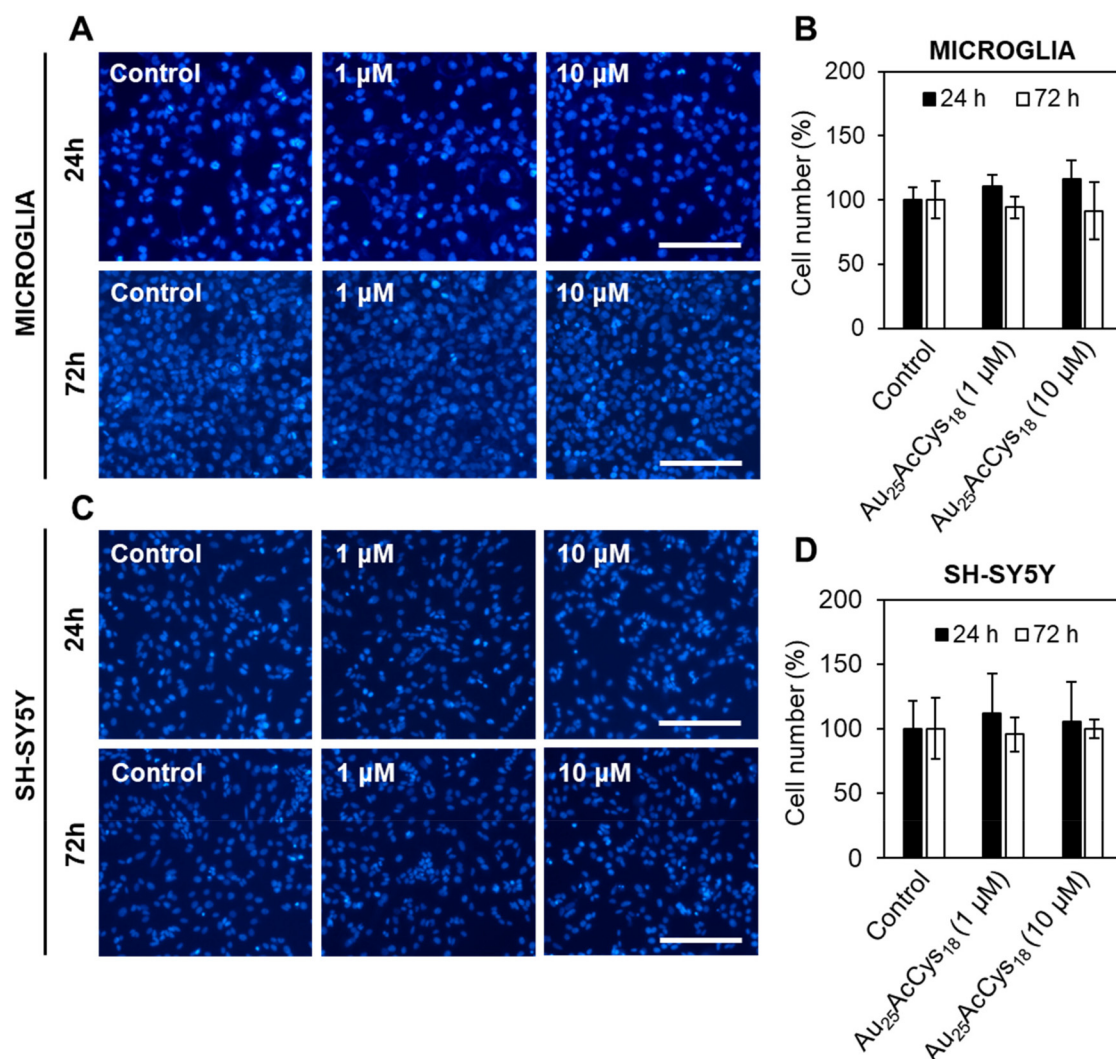 A
Control
1 µM
10 µM
24h
Control
1 µM
10 µM
72h
MICROGLIA
B
MICROGLIA
200
24 h
72 h
150
100
50
0
Cell number (%)
Control
Au₂₅AcCys₁₈ (1 µM)
Au₂₅AcCys₁₈ (10 µM)
C
Control
1 µM
10 µM
24h
Control
1 µM
10 µM
72h
SH-SY5Y
D
SH-SY5Y
200
24 h
72 h
150
100
50
0
Cell number (%)
Control
Au₂₅AcCys₁₈ (1 µM)
Au₂₅AcCys₁₈ (10 µM)